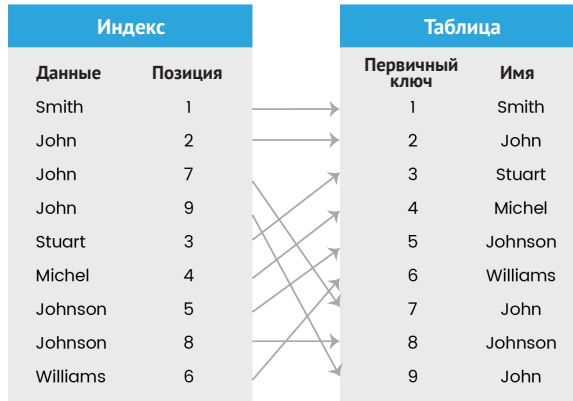 Индекс
Данные Позиция
Smith 1
John 2
John 7
John 9
Stuart 3
Michel 4
Johnson 5
Johnson 8
Williams 6
Таблица
Первичный
ключ Имя
1 Smith
2 John
3 Stuart
4 Michel
5 Johnson
6 Williams
7 John
8 Johnson
9 John